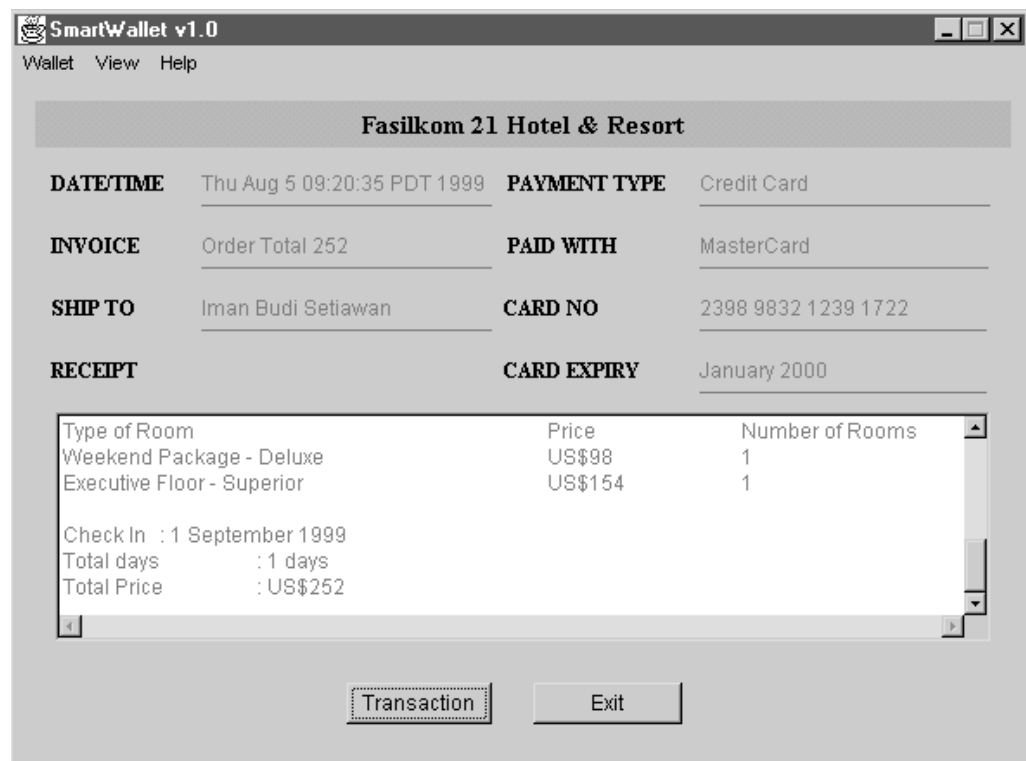 SmartWallet v1.0
Wallet View Help
Fasilkom 21 Hotel & Resort
DATE/TIME Thu Aug 5 09:20:35 PDT 1999 PAYMENT TYPE Credit Card
INVOICE Order Total 252 PAID WITH MasterCard
SHIP TO Iman Budi Setiawan CARD NO 2398 9832 1239 1722
RECEIPT CARD EXPIRY January 2000
Type of Room Price Number of Rooms
Weekend Package - Deluxe US$98 1
Executive Floor - Superior US$154 1
Check In : 1 September 1999
Total days : 1 days
Total Price : US$252
Transaction Exit